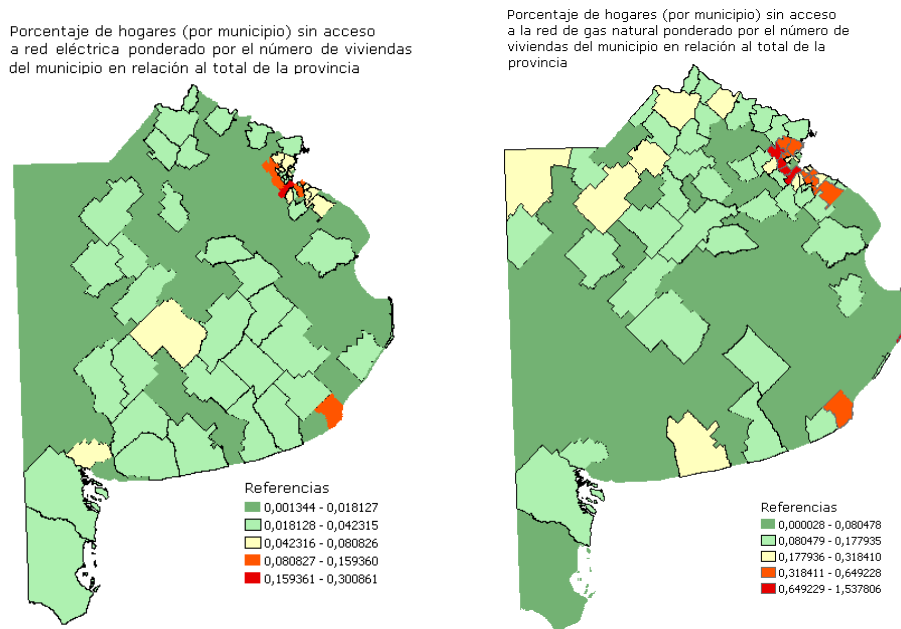 Porcentaje de hogares (por municipio) sin acceso
a red eléctrica ponderado por el número de viviendas
del municipio en relación al total de la provincia
Referencias
0,001344 - 0,018127
0,018128 - 0,042315
0,042316 - 0,080826
0,080827 - 0,159360
0,159361 - 0,300861
Porcentaje de hogares (por municipio) sin acceso
a la red de gas natural ponderado por el número de
viviendas del municipio en relación al total de la
provincia
Referencias
0,000028 - 0,080478
0,080479 - 0,177935
0,177936 - 0,318410
0,318411 - 0,649228
0,649229 - 1,537806